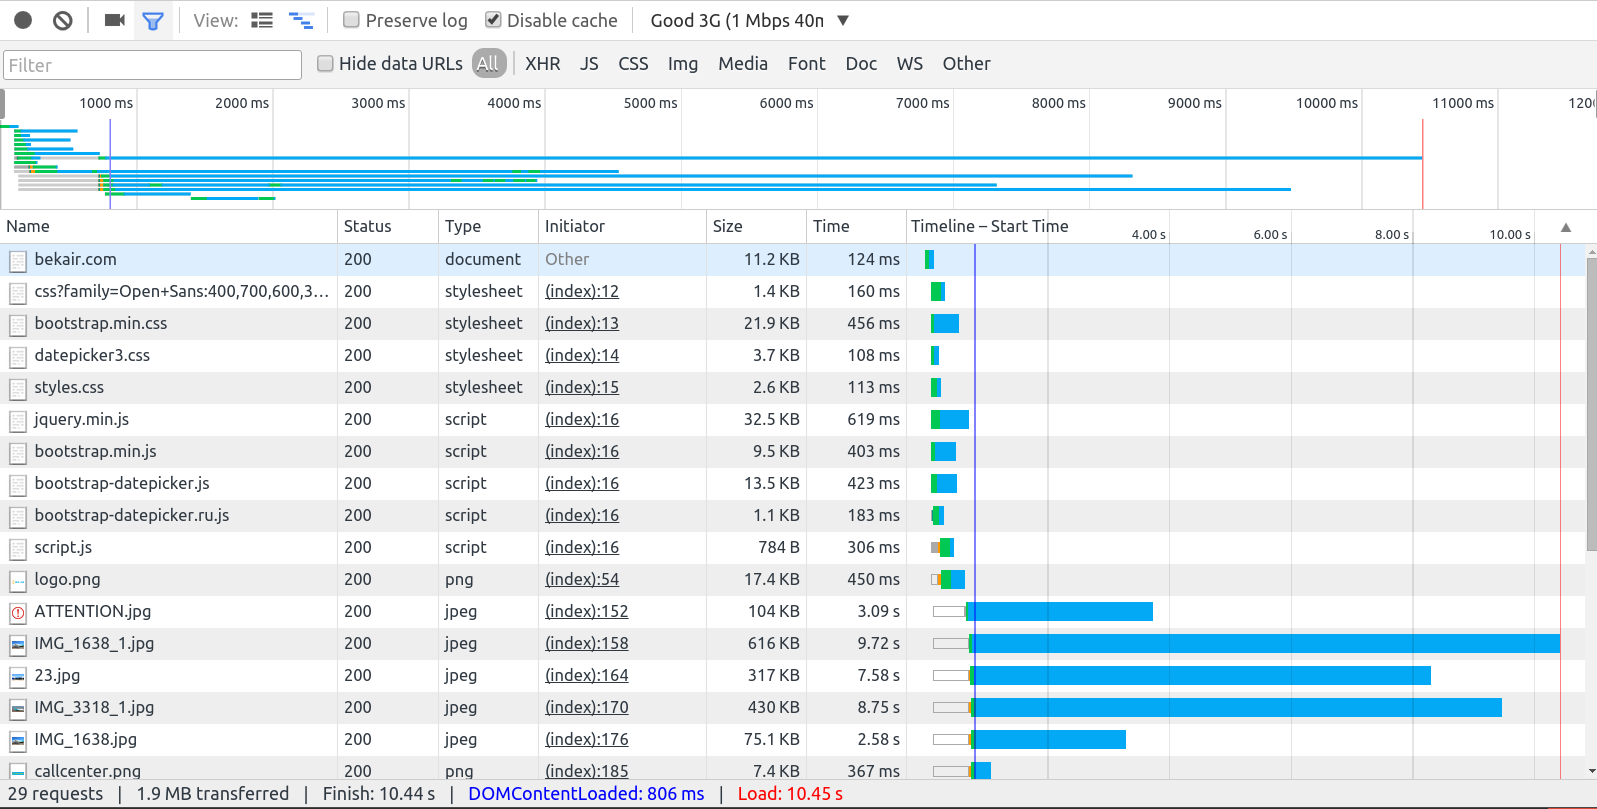 View: Preserve log Disable cache Good 3G (1 Mbps 40m
Filter Hide data URLs All XHR JS CSS Img Media Font Doc WS Other
1000 ms 2000 ms 3000 ms 4000 ms 5000 ms 6000 ms 7000 ms 8000 ms 9000 ms 10000 ms 11000 ms 120
Name Status Type Initiator Size Time Timeline – Start Time 4.00 s 6.00 s 8.00 s 10.00 s
bekair.com 200 document Other 11.2 KB 124 ms
css?family=Open+Sans:400,700,600,3... 200 stylesheet (index):12 1.4 KB 160 ms
bootstrap.min.css 200 stylesheet (index):13 21.9 KB 456 ms
datepicker3.css 200 stylesheet (index):14 3.7 KB 108 ms
styles.css 200 stylesheet (index):15 2.6 KB 113 ms
jquery.min.js 200 script (index):16 32.5 KB 619 ms
bootstrap.min.js 200 script (index):16 9.5 KB 403 ms
bootstrap-datepicker.js 200 script (index):16 13.5 KB 423 ms
bootstrap-datepicker.ru.js 200 script (index):16 1.1 KB 183 ms
script.js 200 script (index):16 784 B 306 ms
logo.png 200 png (index):54 17.4 KB 450 ms
ATTENTION.jpg 200 jpeg (index):152 104 KB 3.09 s
IMG_1638_1.jpg 200 jpeg (index):158 616 KB 9.72 s
23.jpg 200 jpeg (index):164 317 KB 7.58 s
IMG_3318_1.jpg 200 jpeg (index):170 430 KB 8.75 s
IMG_1638.jpg 200 jpeg (index):176 75.1 KB 2.58 s
callcenter.png 200 png (index):185 7.4 KB 367 ms
29 requests | 1.9 MB transferred | Finish: 10.44 s | DOMContentLoaded: 806 ms | Load: 10.45 s